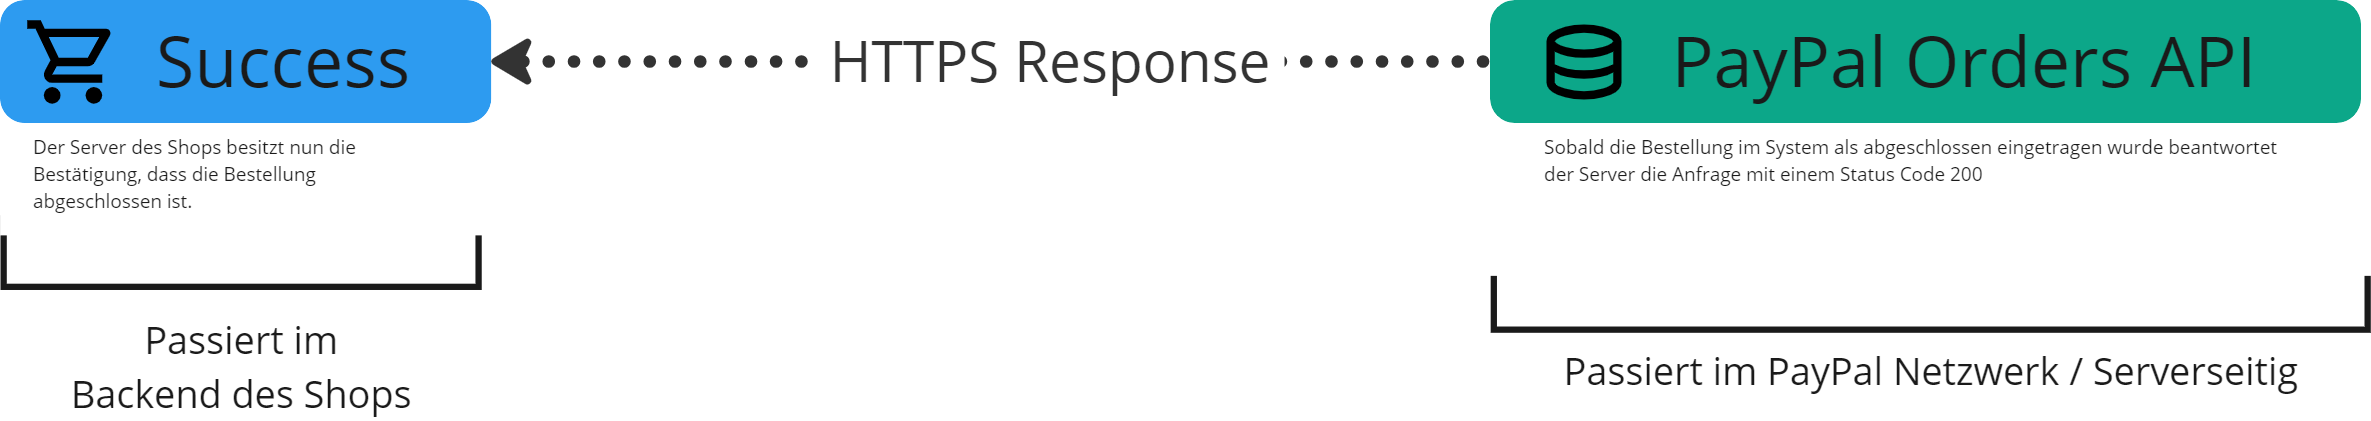 Success
HTTPS Response
PayPal Orders API
Der Server des Shops besitzt nun die
Bestätigung, dass die Bestellung
abgeschlossen ist.
Sobald die Bestellung im System als abgeschlossen eingetragen wurde beantwortet
der Server die Anfrage mit einem Status Code 200
Passiert im
Backend des Shops
Passiert im PayPal Netzwerk / Serverseitig